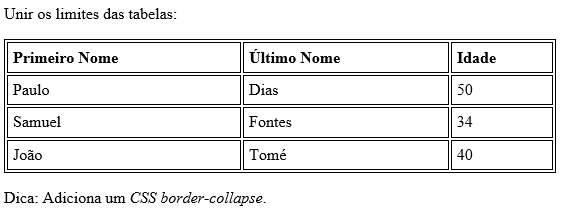 Unir os limites das tabelas:
Primeiro Nome Último Nome Idade
Paulo Dias 50
Samuel Fontes 34
João Tomé 40
Dica: Adiciona um CSS border-collapse.